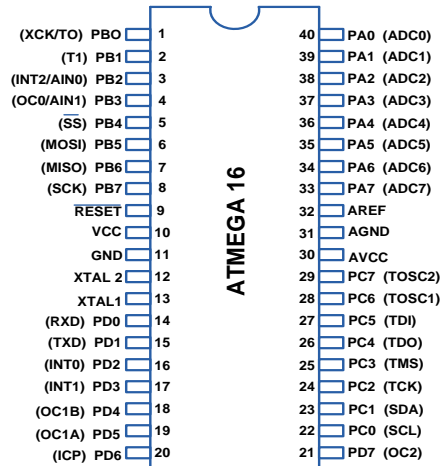 (XCK/TO) PBO 1
(T1) PB1 2
(INT2/AIN0) PB2 3
(OC0/AIN1) PB3 4
(SS) PB4 5
(MOSI) PB5 6
(MISO) PB6 7
(SCK) PB7 8
RESET 9
VCC 10
GND 11
XTAL 2 12
XTAL1 13
(RXD) PD0 14
(TXD) PD1 15
(INT0) PD2 16
(INT1) PD3 17
(OC1B) PD4 18
(OC1A) PD5 19
(ICP) PD6 20
ATMEGA 16
40 PA0 (ADC0)
39 PA1 (ADC1)
38 PA2 (ADC2)
37 PA3 (ADC3)
36 PA4 (ADC4)
35 PA5 (ADC5)
34 PA6 (ADC6)
33 PA7 (ADC7)
32 AREF
31 AGND
30 AVCC
29 PC7 (TOSC2)
28 PC6 (TOSC1)
27 PC5 (TDI)
26 PC4 (TDO)
25 PC3 (TMS)
24 PC2 (TCK)
23 PC1 (SDA)
22 PC0 (SCL)
21 PD7 (OC2)